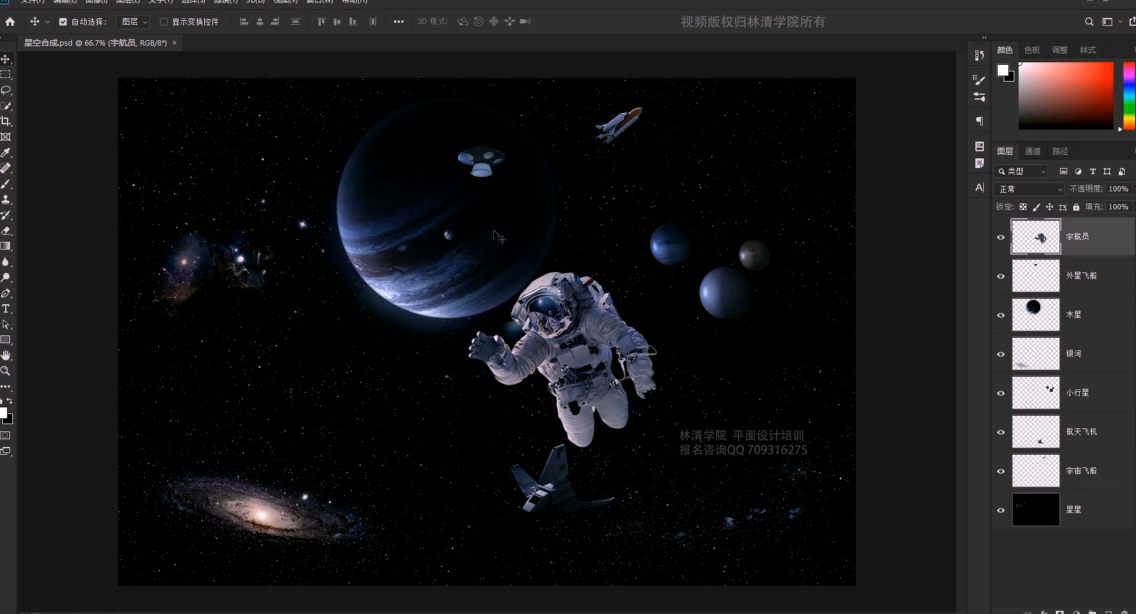 自动选择: 图层 显示变换控件 3D 模式: 视频版权归林清学院所有
星空合成.psd @ 66.7% (宇航员, RGB/8*) ×
颜色 色板 调整 样式
图层 通道 路径
类型
正常 不透明度: 100%
锁定: 填充: 100%
宇航员
外星飞船
木星
银河
小行星
航天飞机
宇宙飞船
星星
林清学院 平面设计培训
报名咨询QQ 709316275